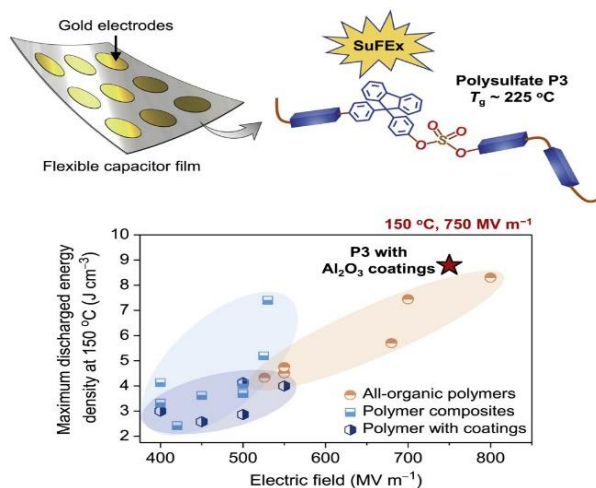 Gold electrodes
Flexible capacitor film
SuFEx
Polysulfate P3
Tg ~ 225 °C
O O
S
O O
150 °C, 750 MV m⁻¹
P3 with
Al₂O₃ coatings
Maximum discharged energy
density at 150 °C (J cm⁻³)
10
9
8
7
6
5
4
3
2
All-organic polymers
Polymer composites
Polymer with coatings
400 500 600 700 800
Electric field (MV m⁻¹)